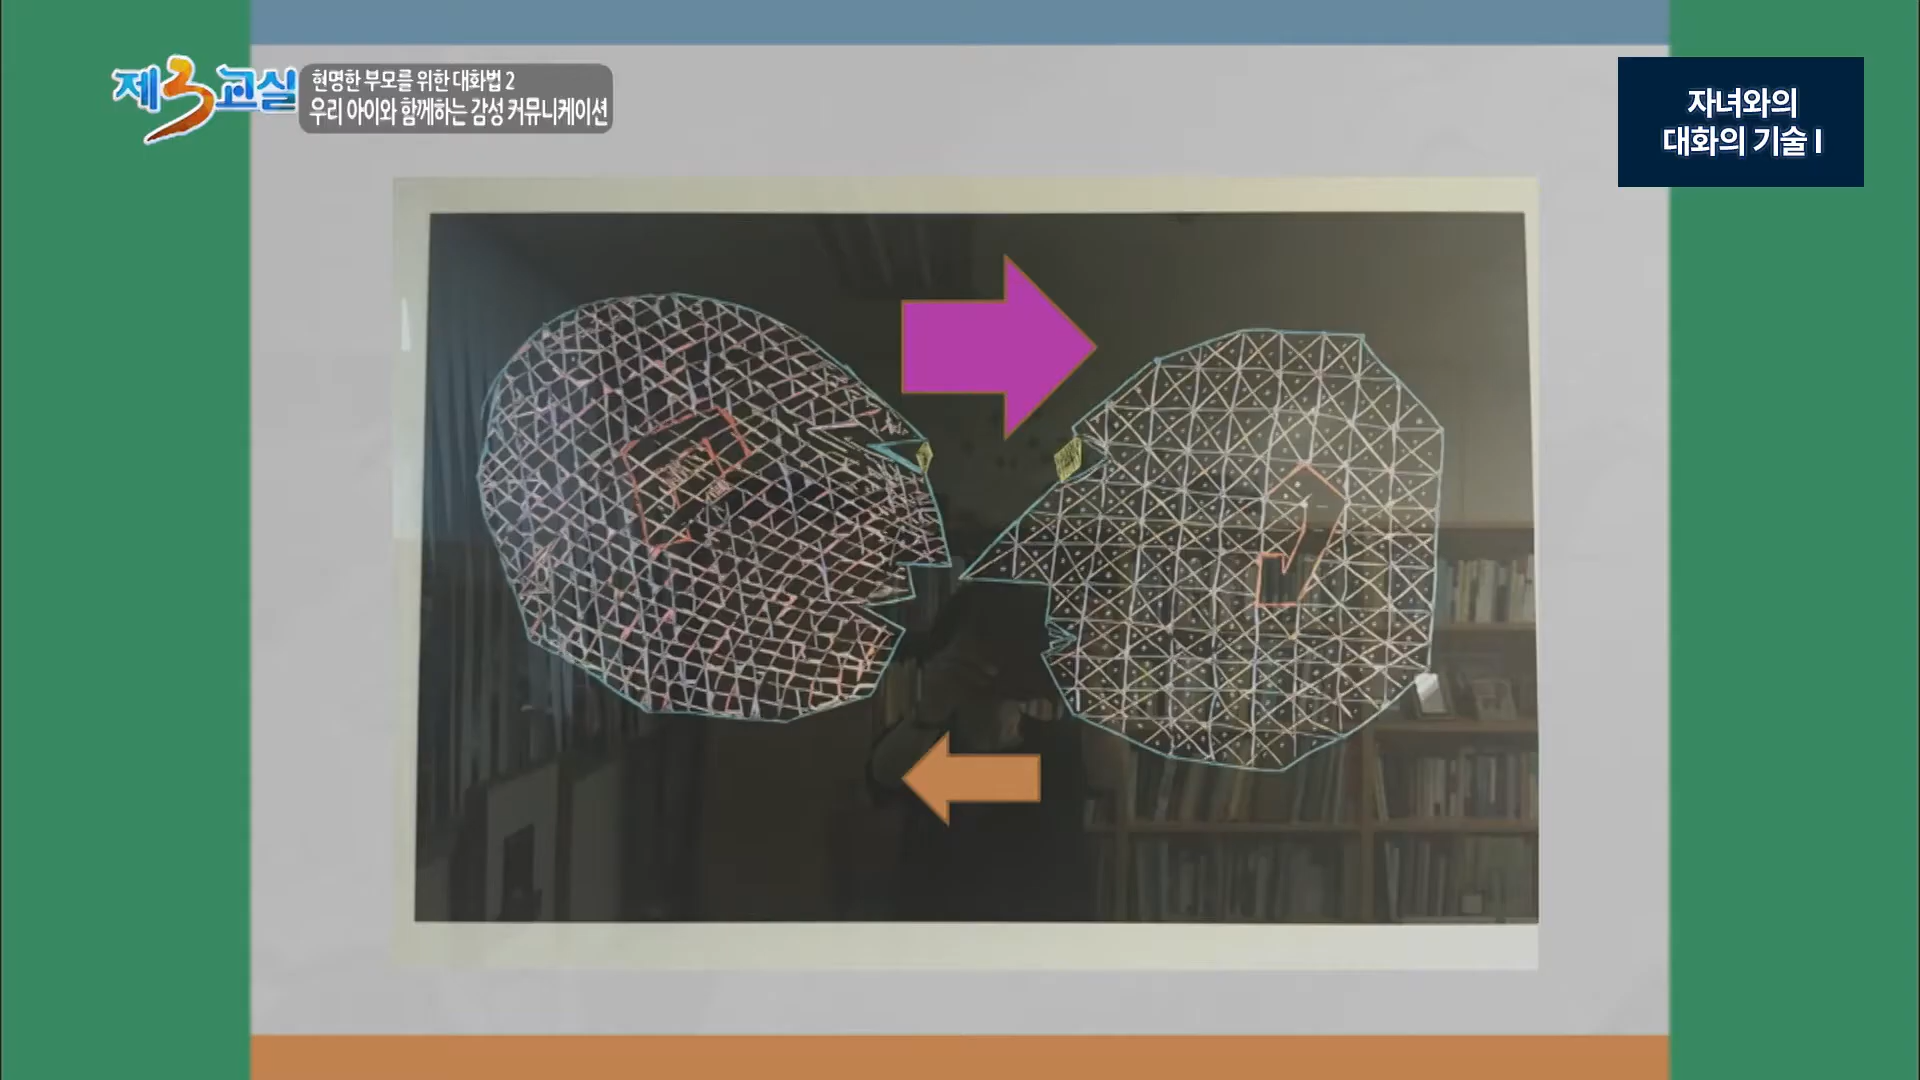 제3교실
현명한 부모를 위한 대화법 2
우리 아이와 함께하는 감성 커뮤니케이션
자녀와의
대화의 기술 I